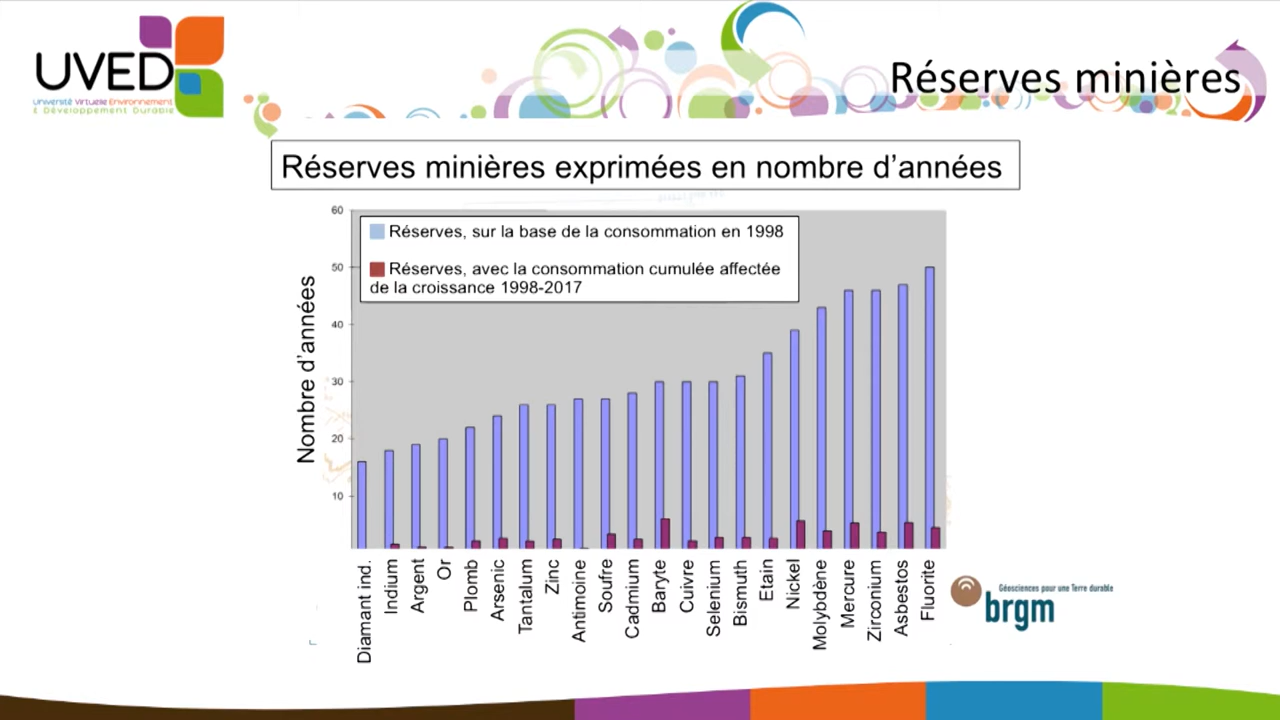 UVED
Université Virtuelle Environnement
& Développement Durable
Réserves minières
Réserves minières exprimées en nombre d'années
Réserves, sur la base de la consommation en 1998
Réserves, avec la consommation cumulée affectée
de la croissance 1998-2017
Nombre d'années
60
50
40
30
20
10
Diamant ind.
Indium
Argent
Or
Plomb
Arsenic
Tantalum
Zinc
Antimoine
Soufre
Cadmium
Baryte
Cuivre
Selenium
Bismuth
Etain
Nickel
Molybdène
Mercure
Zirconium
Asbestos
Fluorite
Géosciences pour une Terre durable
brgm